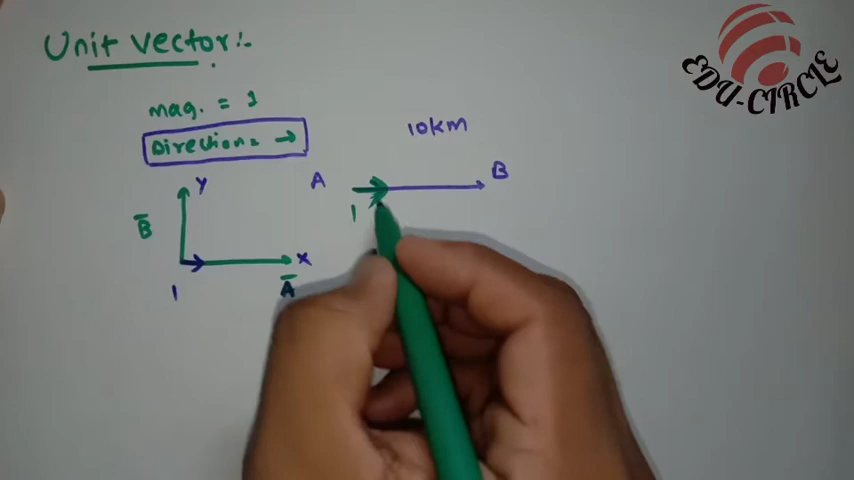 Unit vector:-
EDU-CIRCLE
mag. = 1
Direction= →
10km
A
B
Y
B̅
1
X
1
A̅